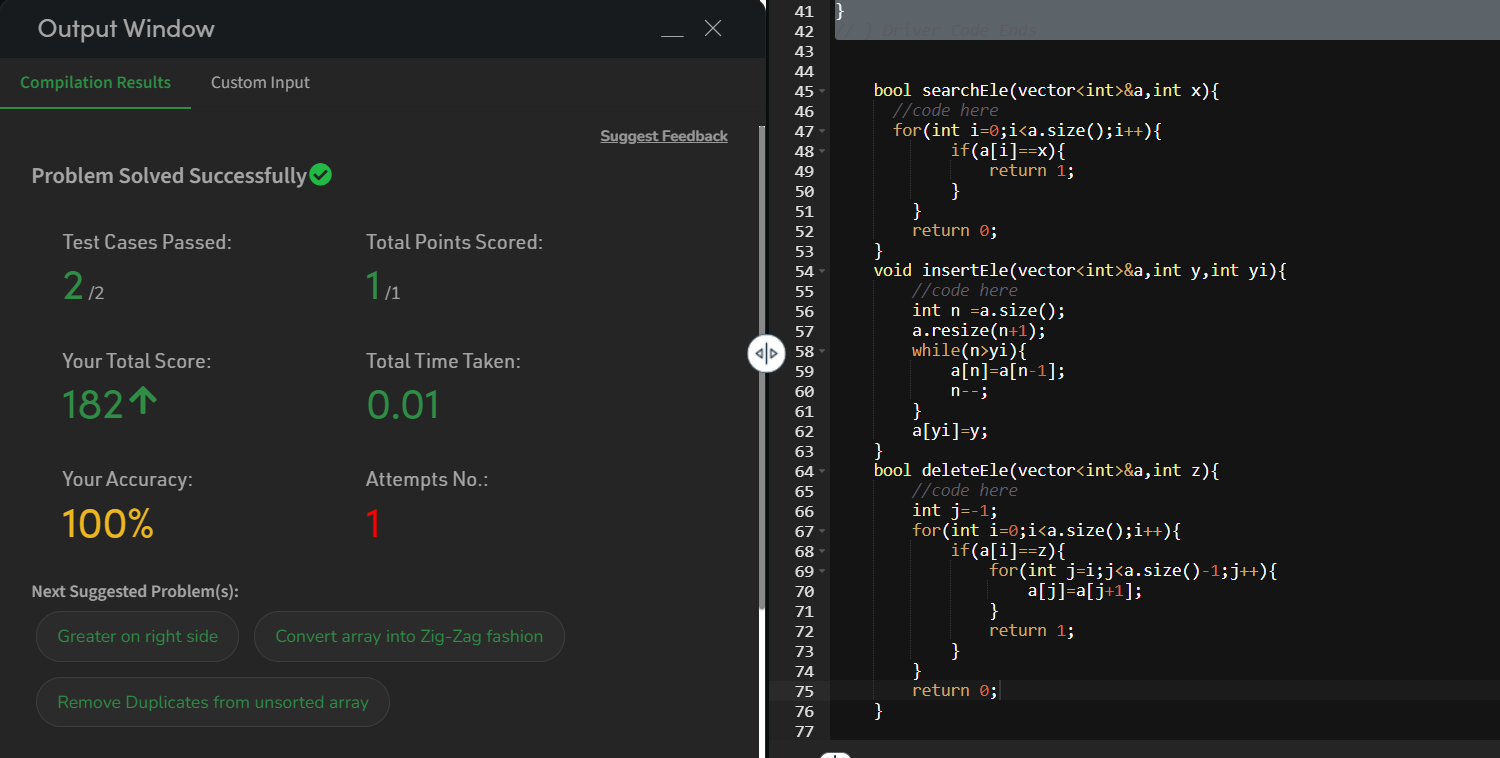 Output Window
Compilation Results
Custom Input
Suggest Feedback
Problem Solved Successfully
Test Cases Passed:
Total Points Scored:
2 /2
1 /1
Your Total Score:
Total Time Taken:
182
0.01
Your Accuracy:
Attempts No.:
100%
1
Next Suggested Problem(s):
Greater on right side
Convert array into Zig-Zag fashion
Remove Duplicates from unsorted array
41 }
42 // } Driver Code Ends
43
44
45 bool searchEle(vector<int>&a,int x){
46 //code here
47 for(int i=0;i<a.size();i++){
48 if(a[i]==x){
49 return 1;
50 }
51 }
52 return 0;
53 }
54 void insertEle(vector<int>&a,int y,int yi){
55 //code here
56 int n =a.size();
57 a.resize(n+1);
58 while(n>yi){
59 a[n]=a[n-1];
60 n--;
61 }
62 a[yi]=y;
63 }
64 bool deleteEle(vector<int>&a,int z){
65 //code here
66 int j=-1;
67 for(int i=0;i<a.size();i++){
68 if(a[i]==z){
69 for(int j=i;j<a.size()-1;j++){
70 a[j]=a[j+1];
71 }
72 return 1;
73 }
74 }
75 return 0;
76 }
77